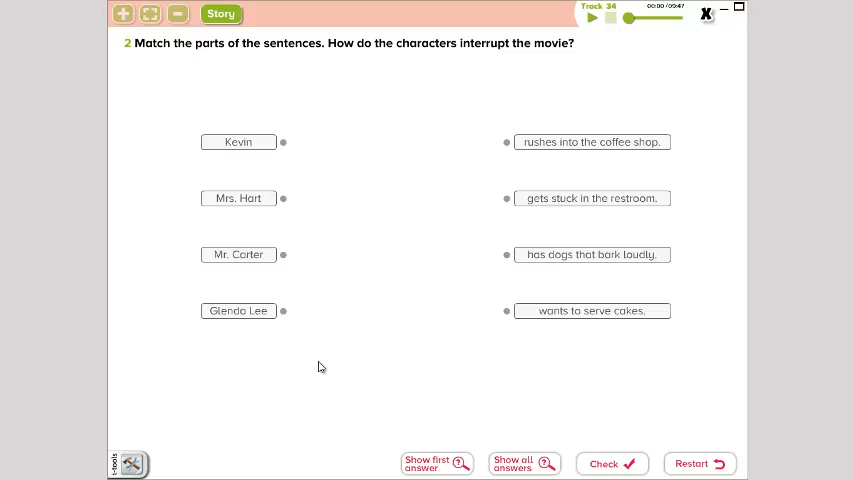 Story
Track 34
00:00 / 09:47
X
2 Match the parts of the sentences. How do the characters interrupt the movie?
Kevin
rushes into the coffee shop.
Mrs. Hart
gets stuck in the restroom.
Mr. Carter
has dogs that bark loudly.
Glenda Lee
wants to serve cakes.
t-tools
Show first
answer
Show all
answers
Check
Restart